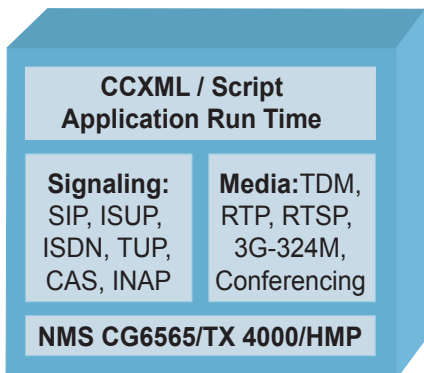 CCXML / Script
Application Run Time
Signaling:
SIP, ISUP,
ISDN, TUP,
CAS, INAP
Media:TDM,
RTP, RTSP,
3G-324M,
Conferencing
NMS CG6565/TX 4000/HMP